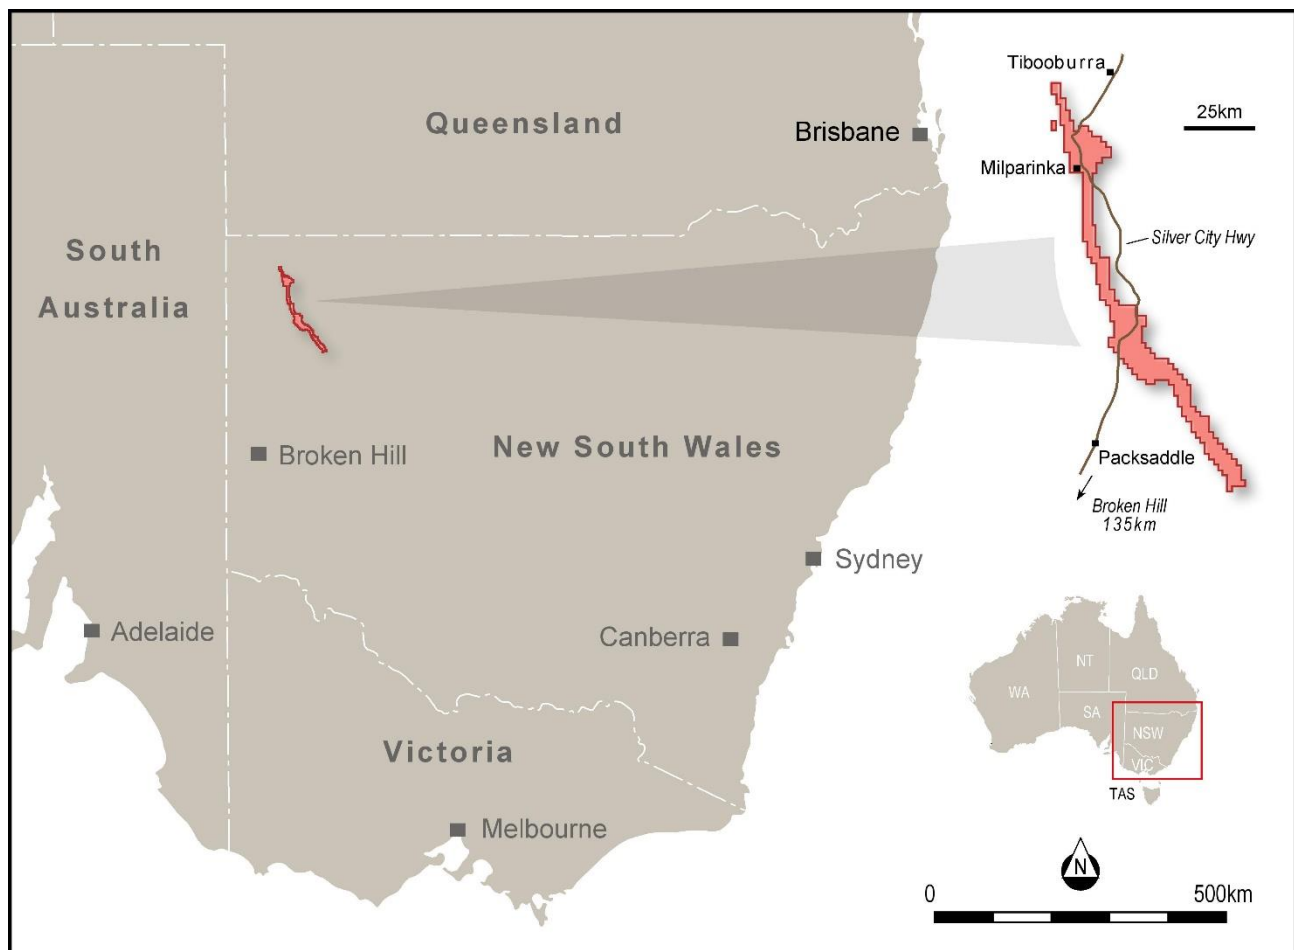 Queensland
Brisbane
South
Australia
New South Wales
Broken Hill
Sydney
Adelaide
Canberra
Victoria
Melbourne
Tibooburra
25km
Milparinka
Silver City Hwy
Packsaddle
Broken Hill
135km
NT
QLD
WA
SA
NSW
VIC
TAS
N
0
500km